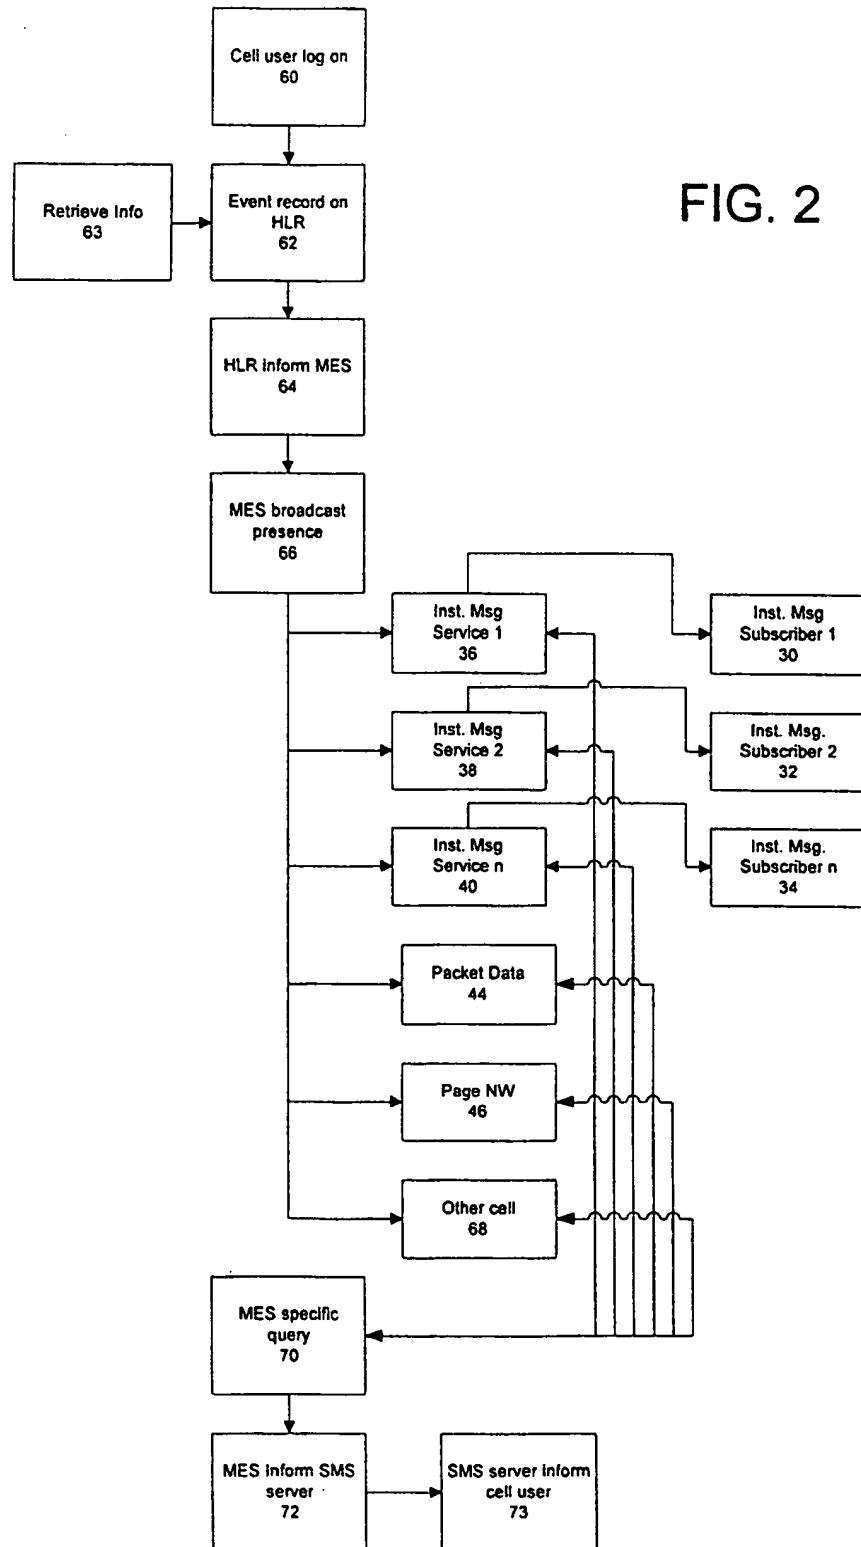 Cell user log on
60
FIG. 2
Retrieve Info
63
Event record on
HLR
62
HLR inform MES
64
MES broadcast
presence
66
Inst. Msg
Service 1
36
Inst. Msg
Subscriber 1
30
Inst. Msg
Service 2
38
Inst. Msg.
Subscriber 2
32
Inst. Msg
Service n
40
Inst. Msg.
Subscriber n
34
Packet Data
44
Page NW
46
Other cell
68
MES specific
query
70
MES inform SMS
server
72
SMS server inform
cell user
73